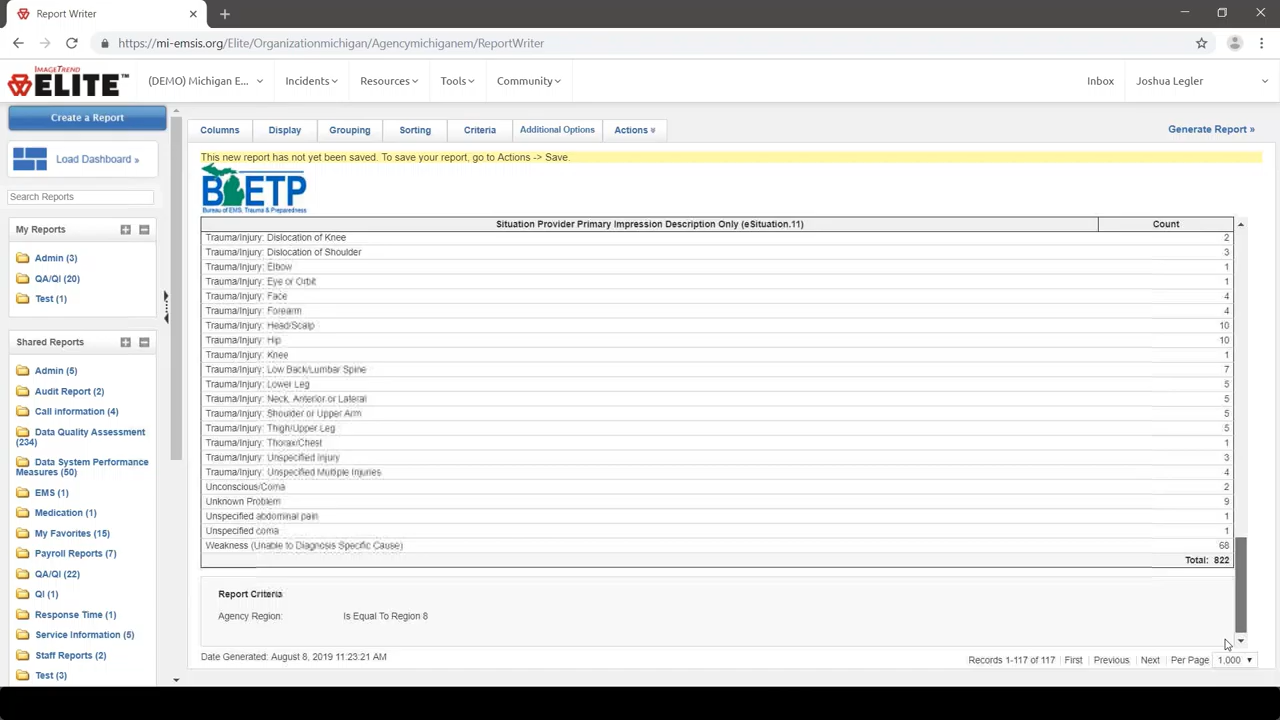 Report Writer
https://mi-emsis.org/Elite/Organizationmichigan/Agencymichiganem/ReportWriter
IMAGETREND
ELITE™ (DEMO) Michigan E... Incidents Resources Tools Community Inbox Joshua Legler
Create a Report
Load Dashboard »
Search Reports
My Reports
Admin (3)
QA/QI (20)
Test (1)
Shared Reports
Admin (5)
Audit Report (2)
Call information (4)
Data Quality Assessment
(234)
Data System Performance
Measures (50)
EMS (1)
Medication (1)
My Favorites (15)
Payroll Reports (7)
QA/QI (22)
QI (1)
Response Time (1)
Service Information (5)
Staff Reports (2)
Test (3)
Columns Display Grouping Sorting Criteria Additional Options Actions Generate Report »
This new report has not yet been saved. To save your report, go to Actions -> Save.
BETP
Bureau of EMS, Trauma & Preparedness
Situation Provider Primary Impression Description Only (eSituation.11) Count
Trauma/Injury: Dislocation of Knee 2
Trauma/Injury: Dislocation of Shoulder 3
Trauma/Injury: Elbow 1
Trauma/Injury: Eye or Orbit 1
Trauma/Injury: Face 4
Trauma/Injury: Forearm 4
Trauma/Injury: Head/Scalp 10
Trauma/Injury: Hip 10
Trauma/Injury: Knee 1
Trauma/Injury: Low Back/Lumbar Spine 7
Trauma/Injury: Lower Leg 5
Trauma/Injury: Neck, Anterior or Lateral 5
Trauma/Injury: Shoulder or Upper Arm 5
Trauma/Injury: Thigh/Upper Leg 5
Trauma/Injury: Thorax/Chest 1
Trauma/Injury: Unspecified Injury 3
Trauma/Injury: Unspecified Multiple Injuries 4
Unconscious/Coma 2
Unknown Problem 9
Unspecified abdominal pain 1
Unspecified coma 1
Weakness (Unable to Diagnosis Specific Cause) 68
Total: 822
Report Criteria
Agency Region: Is Equal To Region 8
Date Generated: August 8, 2019 11:23:21 AM
Records 1-117 of 117 First Previous Next Per Page 1,000